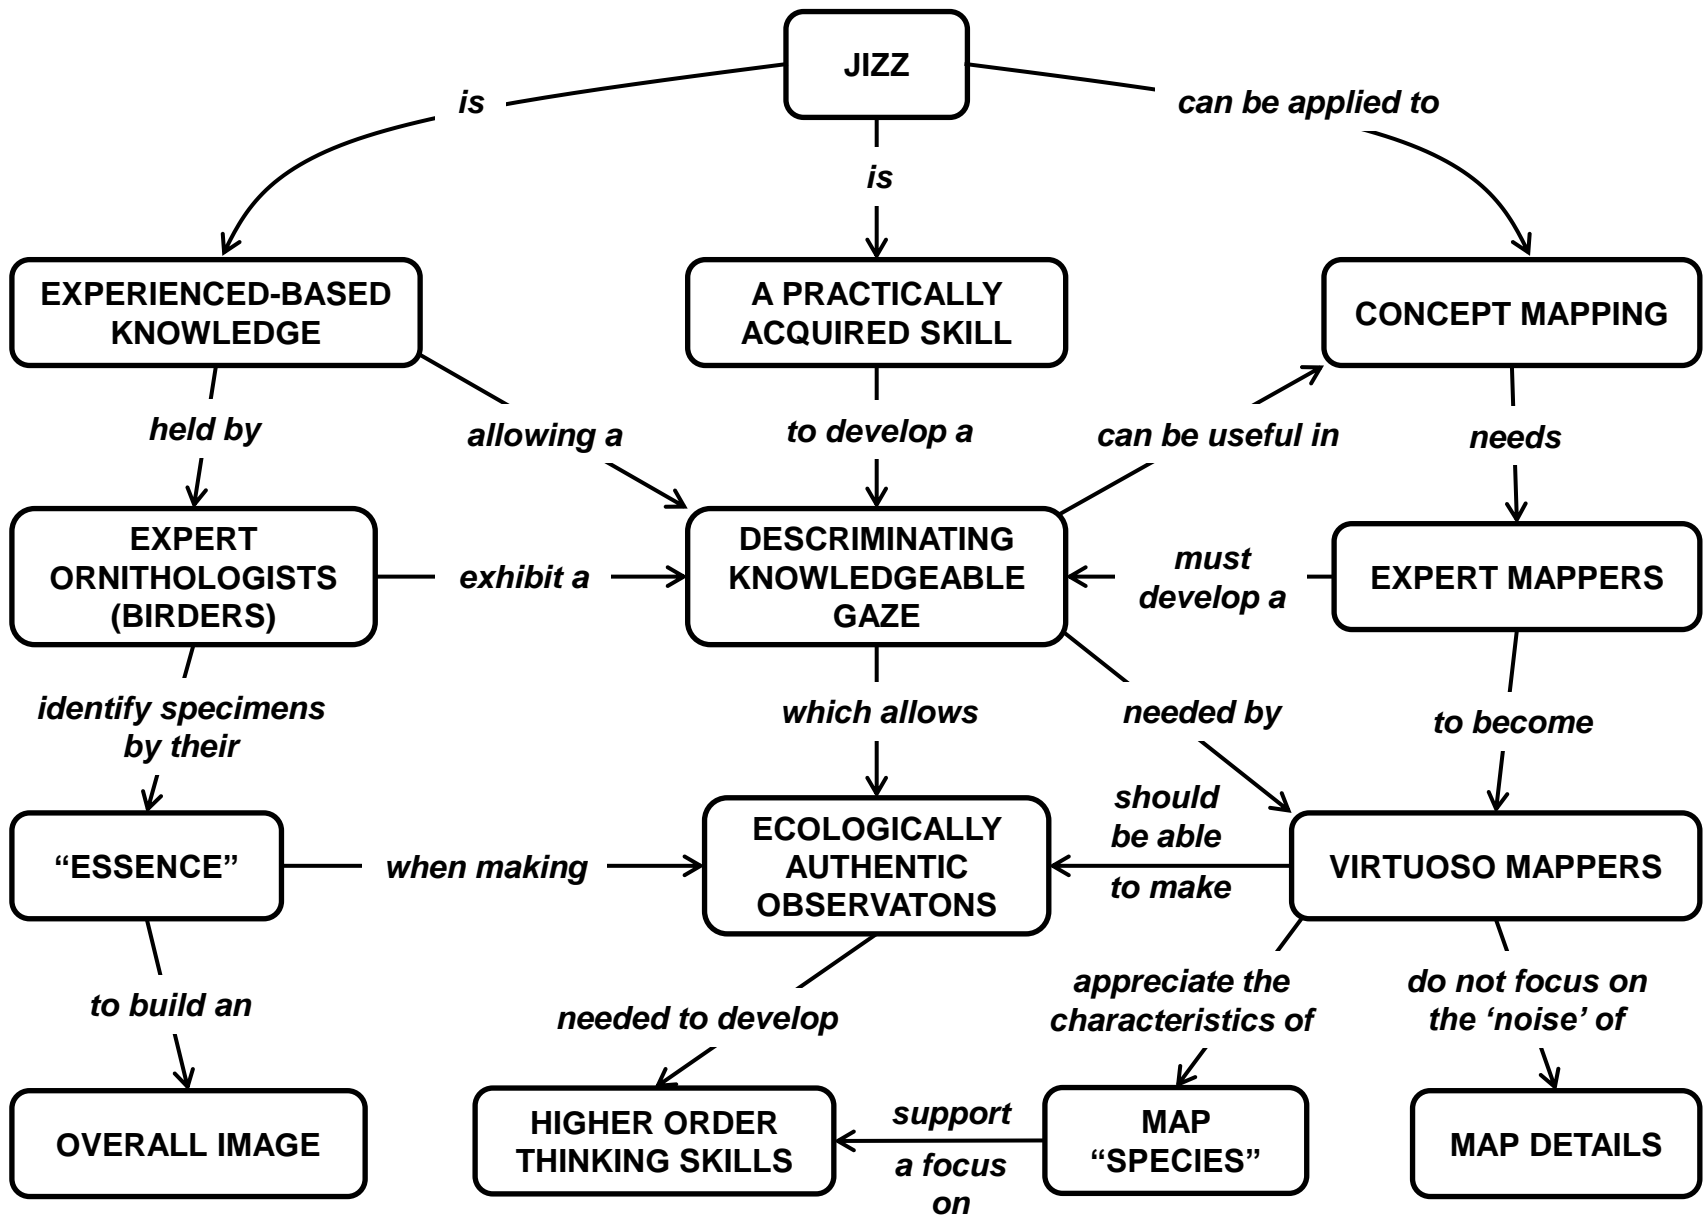 JIZZ
is
can be applied to
is
EXPERIENCED-BASED
KNOWLEDGE
A PRACTICALLY
ACQUIRED SKILL
CONCEPT MAPPING
held by
allowing a
to develop a
can be useful in
needs
EXPERT
ORNITHOLOGISTS
(BIRDERS)
exhibit a
DESCRIMINATING
KNOWLEDGEABLE
GAZE
must
develop a
EXPERT MAPPERS
identify specimens
by their
which allows
needed by
to become
“ESSENCE”
when making
ECOLOGICALLY
AUTHENTIC
OBSERVATONS
should
be able
to make
VIRTUOSO MAPPERS
to build an
needed to develop
appreciate the
characteristics of
do not focus on
the ‘noise’ of
OVERALL IMAGE
HIGHER ORDER
THINKING SKILLS
support
a focus
on
MAP
“SPECIES”
MAP DETAILS